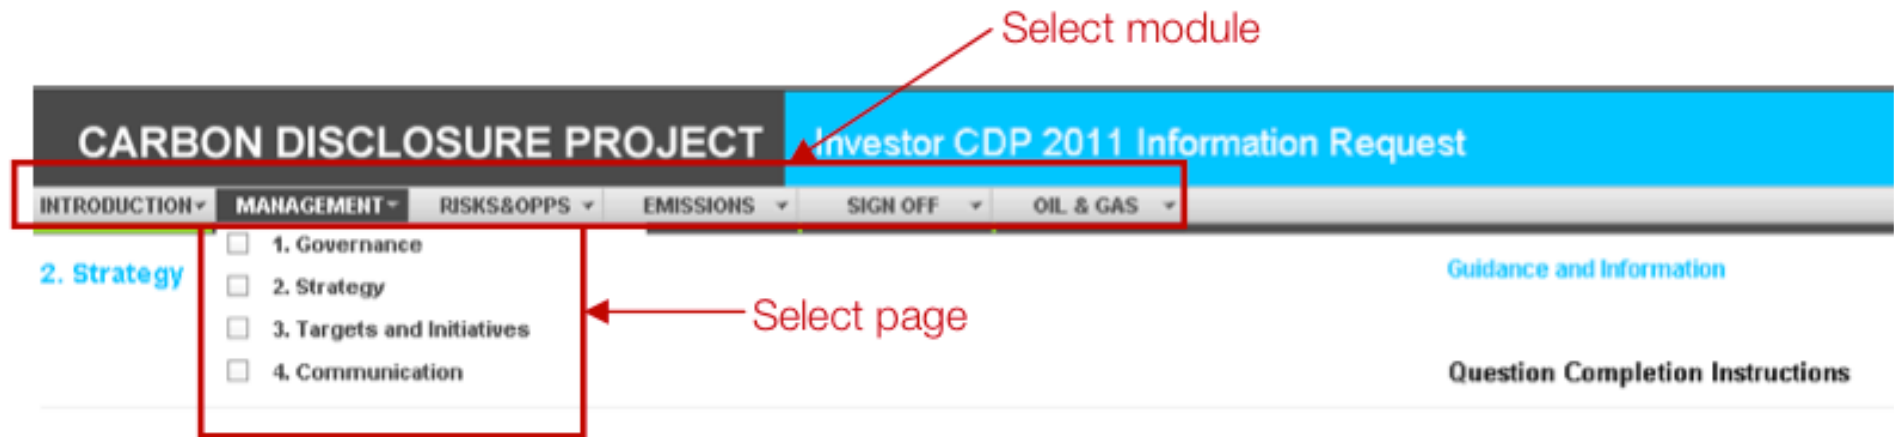 Select module
CARBON DISCLOSURE PROJECT Investor CDP 2011 Information Request
INTRODUCTION MANAGEMENT RISKS&OPPS EMISSIONS SIGN OFF OIL & GAS
1. Governance
2. Strategy
Guidance and Information
2. Strategy
Select page
3. Targets and Initiatives
4. Communication
Question Completion Instructions